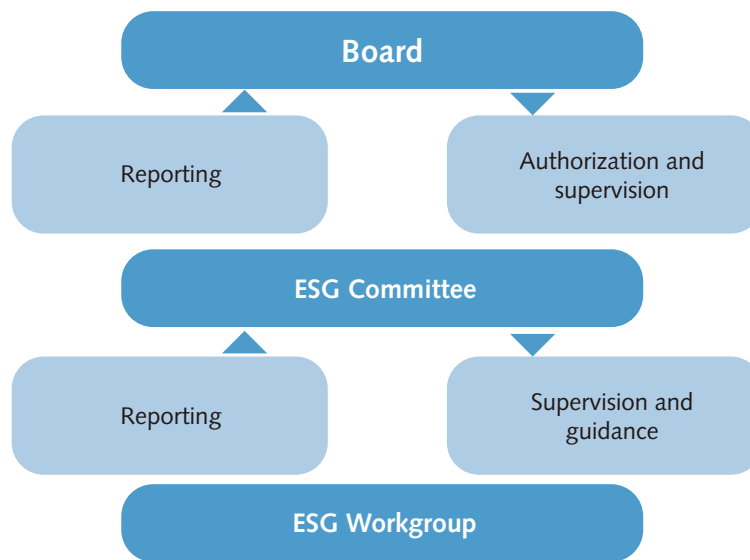 Board
Reporting
Authorization and
supervision
ESG Committee
Reporting
Supervision and
guidance
ESG Workgroup